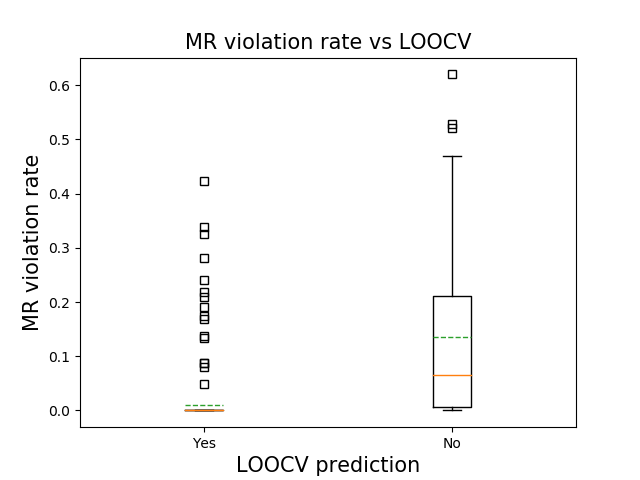 MR violation rate vs LOOCV
0.6
0.5
0.4
0.3
0.2
0.1
0.0
MR violation rate
Yes
No
LOOCV prediction